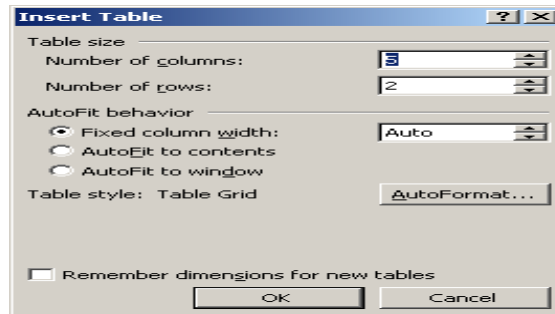 Insert Table
Table size
Number of columns: 5
Number of rows: 2
AutoFit behavior
Fixed column width: Auto
AutoFit to contents
AutoFit to window
Table style: Table Grid AutoFormat...
Remember dimensions for new tables
OK Cancel